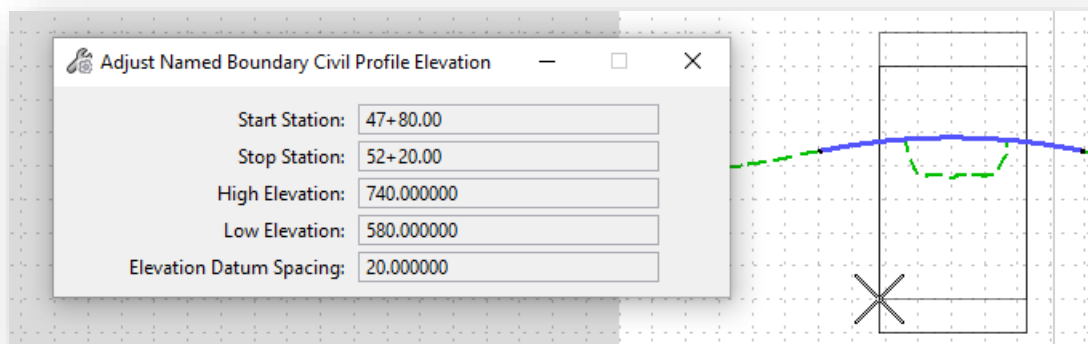 Adjust Named Boundary Civil Profile Elevation
Start Station: 47+80.00
Stop Station: 52+20.00
High Elevation: 740.000000
Low Elevation: 580.000000
Elevation Datum Spacing: 20.000000